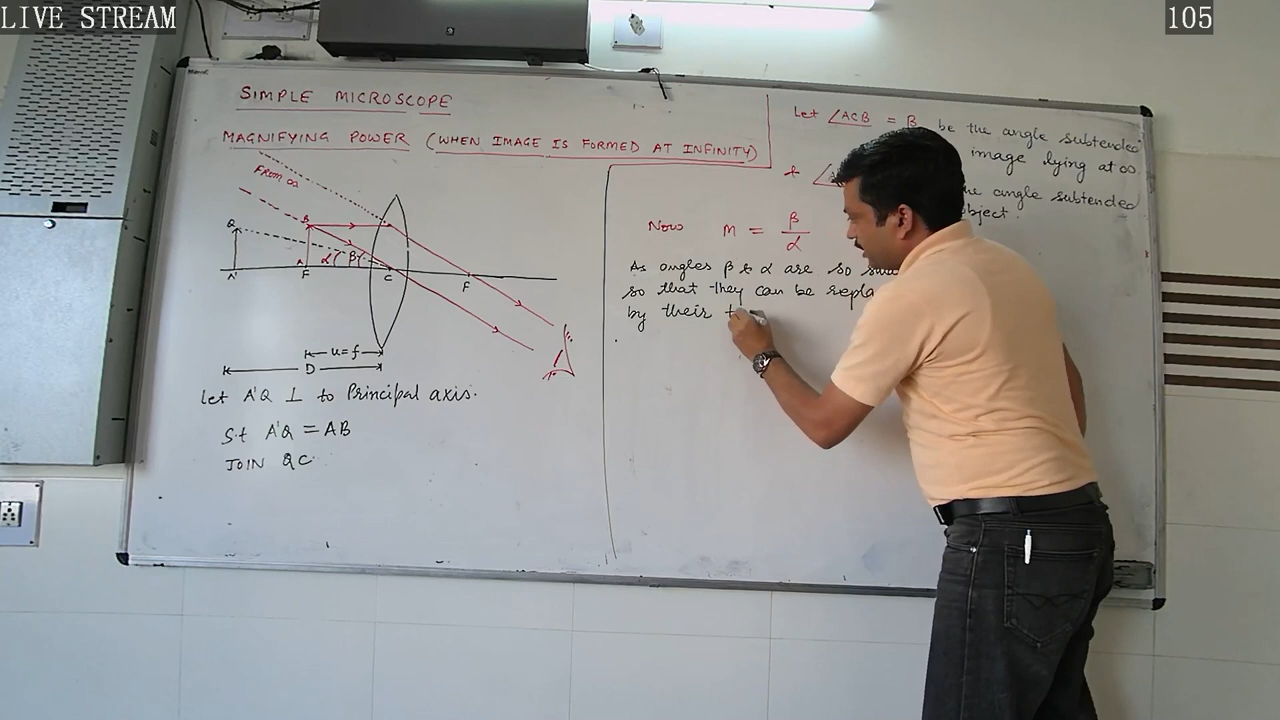 LIVE STREAM
105
SIMPLE MICROSCOPE
MAGNIFYING POWER (WHEN IMAGE IS FORMED AT INFINITY)
From ∞
Q
B
α β
A' A
F C F
u=f
D
Let A'Q ⊥ to Principal axis.
St A'Q = AB
JOIN QC
Let ∠ACB = β be the angle subtended
image lying at ∞
& ∠
the angle subtended
object.
Now m = β/α
As angles β & α are so
so that they can be
by their